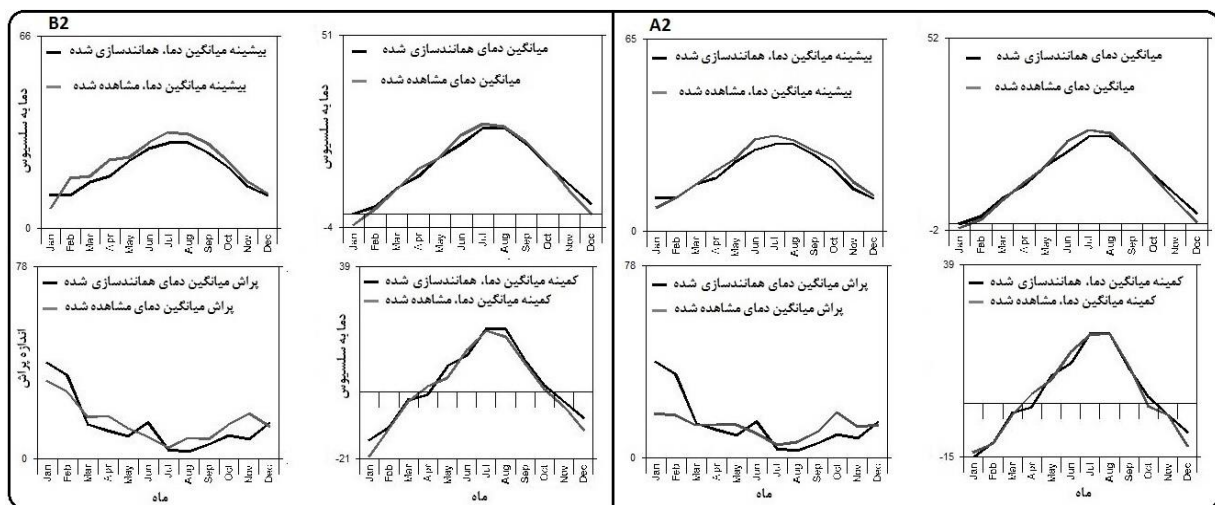 B2
66
بیشینه میانگین دما، همانندسازی شده
بیشینه میانگین دما، مشاهده شده
دما به سلسیوس
0
Jan Feb Mar Apr May Jun Jul Aug Sep Oct Nov Dec
51
میانگین دمای همانندسازی شده
میانگین دمای مشاهده شده
دما به سلسیوس
-4
Jan Feb Mar Apr May Jun Jul Aug Sep Oct Nov Dec
78
پراش میانگین دمای همانندسازی شده
پراش میانگین دمای مشاهده شده
اندازه پراش
0
Jan Feb Mar Apr May Jun Jul Aug Sep Oct Nov Dec
ماه
39
کمینه میانگین دما، همانندسازی شده
کمینه میانگین دما، مشاهده شده
دما به سلسیوس
-21
Jan Feb Mar Apr May Jun Jul Aug Sep Oct Nov Dec
ماه
A2
65
بیشینه میانگین دما، همانندسازی شده
بیشینه میانگین دما، مشاهده شده
0
Jan Feb Mar Apr May Jun Jul Aug Sep Oct Nov Dec
52
میانگین دمای همانندسازی شده
میانگین دمای مشاهده شده
-2
Jan Feb Mar Apr May Jun Jul Aug Sep Oct Nov Dec
78
پراش میانگین دمای همانندسازی شده
پراش میانگین دمای مشاهده شده
0
Jan Feb Mar Apr May Jun Jul Aug Sep Oct Nov Dec
ماه
39
کمینه میانگین دما، همانندسازی شده
کمینه میانگین دما، مشاهده شده
-15
Jan Feb Mar Apr May Jun Jul Aug Sep Oct Nov Dec
ماه